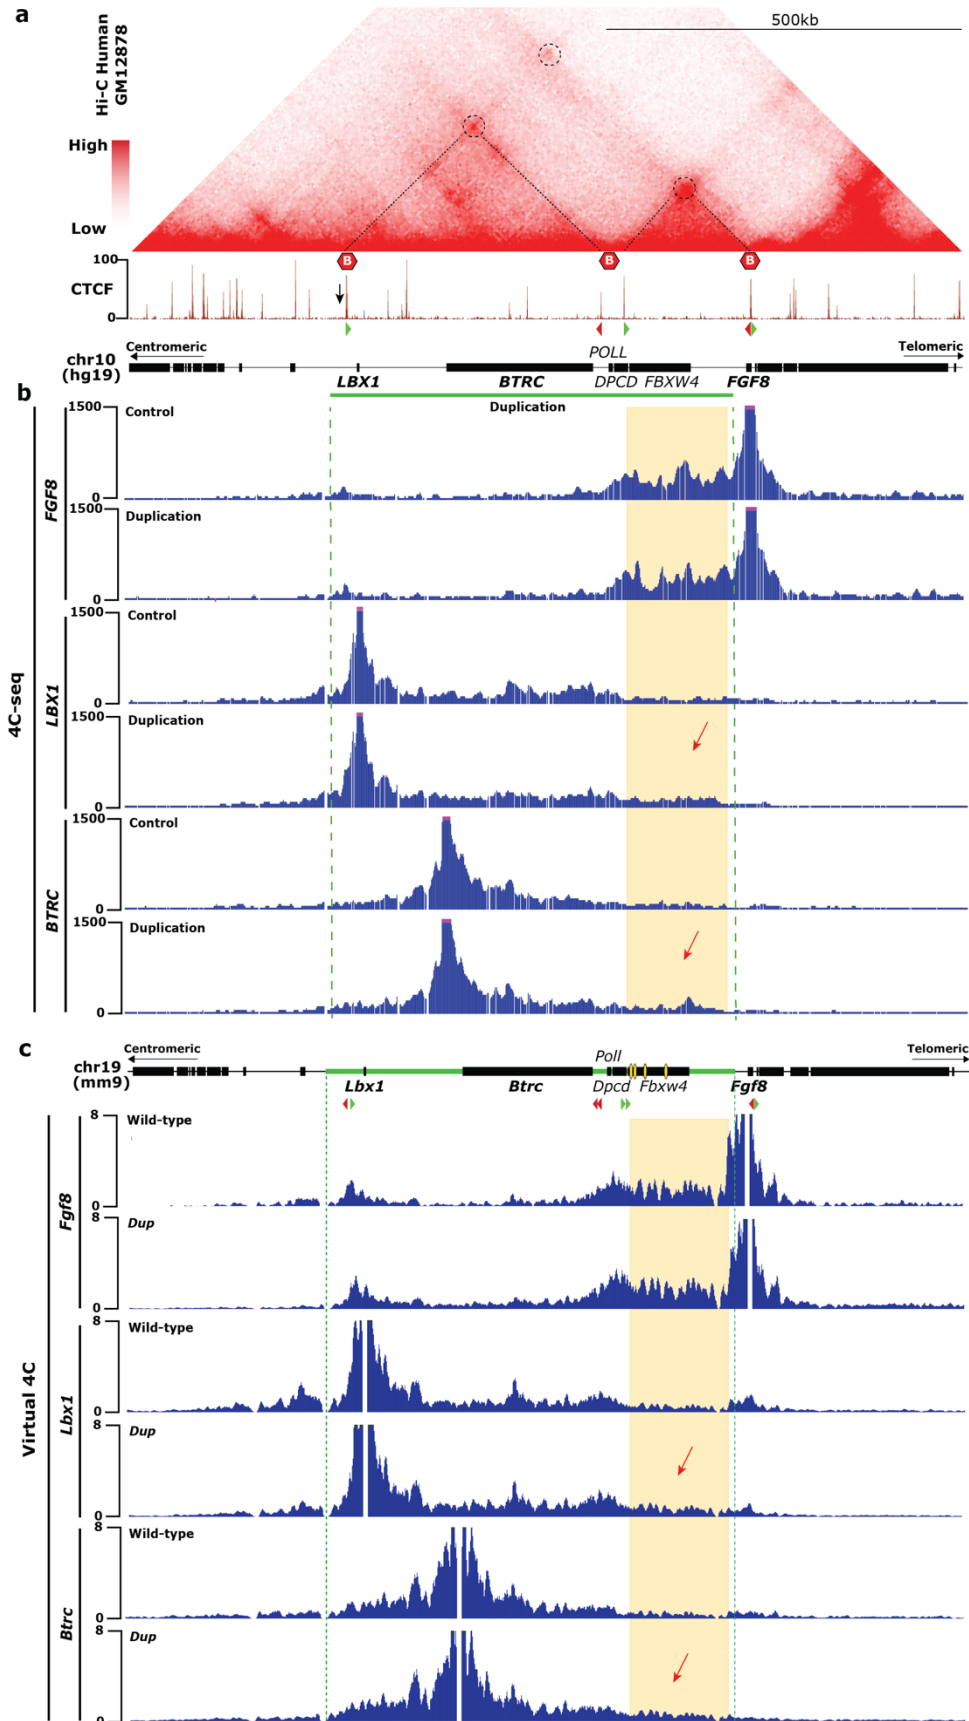 a
Hi-C Human
GM12878
500kb
High
Low
B B B
100
CTCF
0
Centromeric
POLL
Telomeric
chr10
(hg19)
LBX1 BTRC DPCD FBXW4 FGF8
b
Duplication
4C-seq
FGF8
1500
Control
0
1500
Duplication
0
LBX1
1500
Control
0
1500
Duplication
0
BTRC
1500
Control
0
1500
Duplication
0
c
Centromeric
Poll
Telomeric
chr19
(mm9)
Lbx1 Btrc Dpcd Fbxw4 Fgf8
Virtual 4C
Fgf8
8
Wild-type
0
8
Dup
0
Lbx1
8
Wild-type
0
8
Dup
0
Btrc
8
Wild-type
0
8
Dup
0